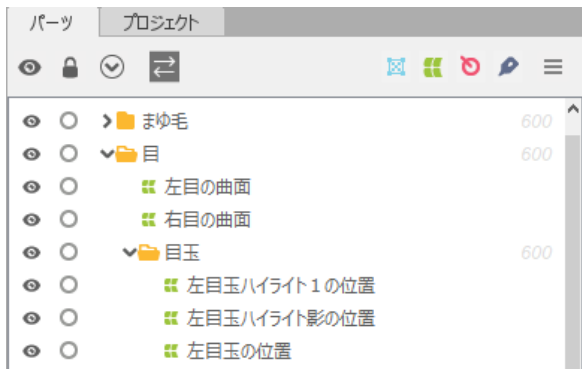 パーツ プロジェクト
まゆ毛 600
目 600
左目の曲面
右目の曲面
目玉 600
左目玉ハイライト１の位置
左目玉ハイライト影の位置
左目玉の位置